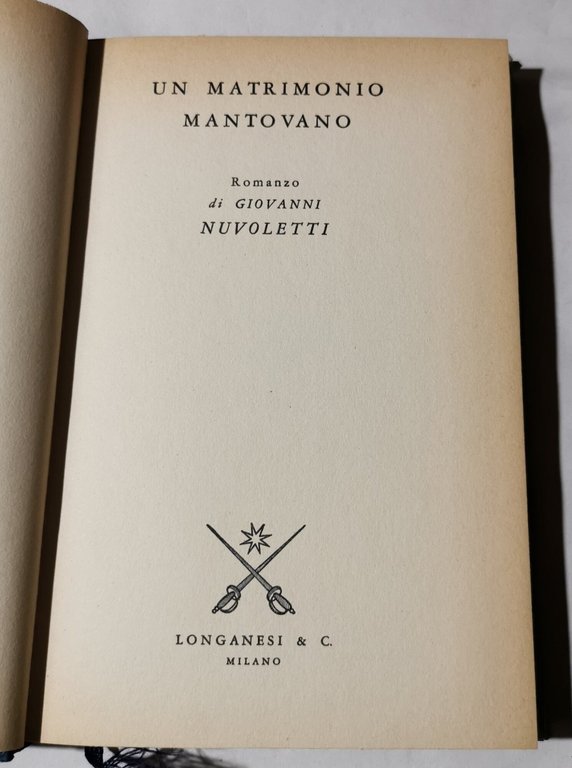 UN MATRIMONIO
MANTOVANO
Romanzo
di GIOVANNI
NUVOLETTI
LONGANESI & C.
MILANO